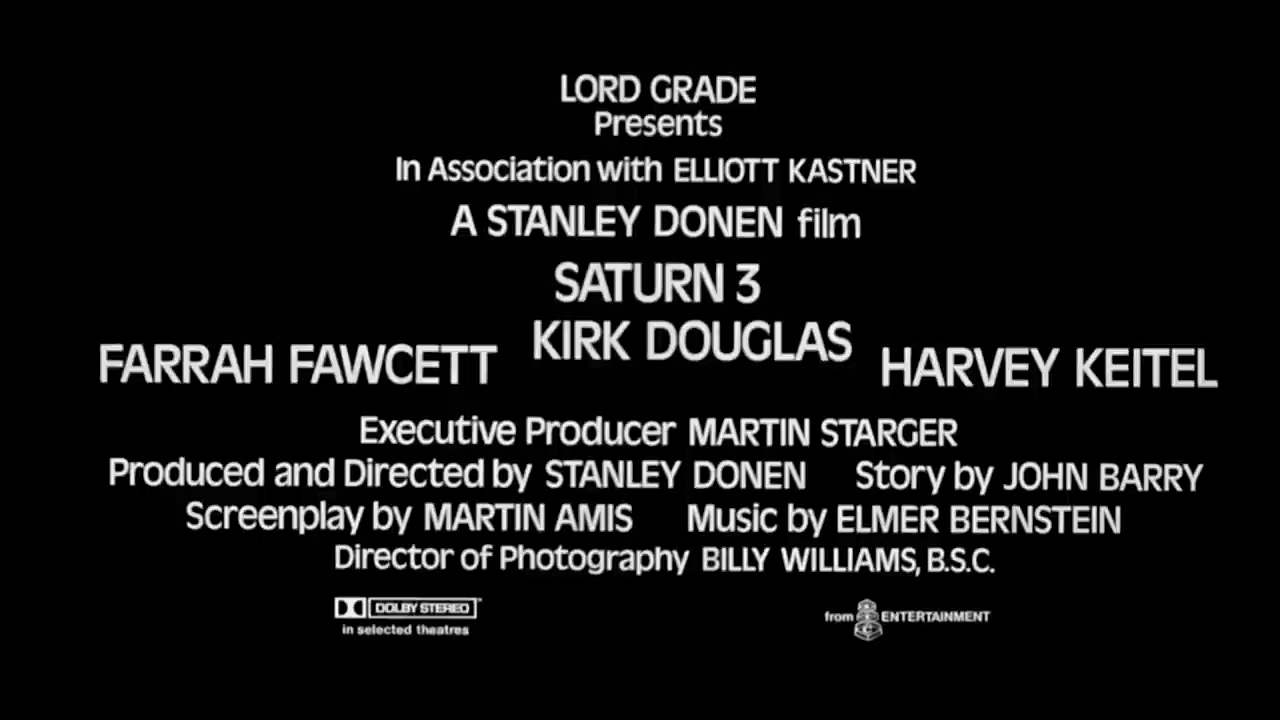 LORD GRADE
Presents
In Association with ELLIOTT KASTNER
A STANLEY DONEN film
SATURN 3
FARRAH FAWCETT KIRK DOUGLAS HARVEY KEITEL
Executive Producer MARTIN STARGER
Produced and Directed by STANLEY DONEN Story by JOHN BARRY
Screenplay by MARTIN AMIS Music by ELMER BERNSTEIN
Director of Photography BILLY WILLIAMS, B.S.C.
DOLBY STEREO
in selected theatres
from ENTERTAINMENT